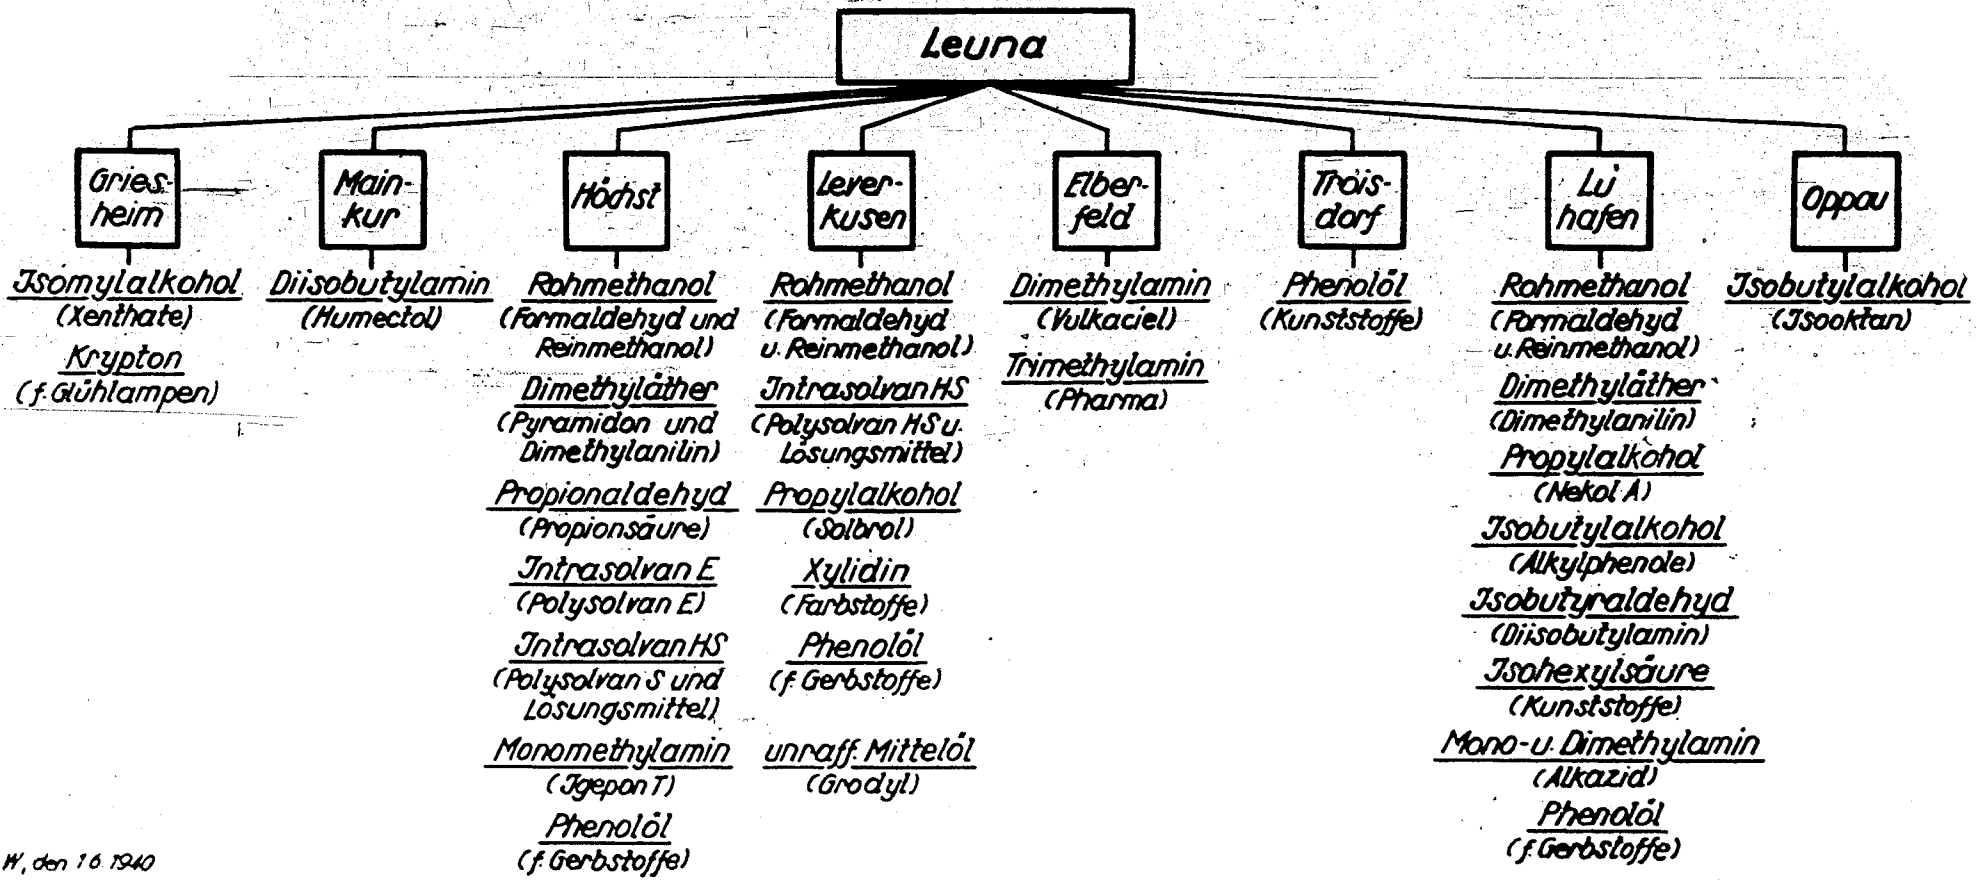 Leuna
Gries-
heim
Jsomylalkohol
(Xenthate)
Krypton
(f. Glühlampen)
Main-
kur
Diisobutylamin
(Humectol)
Höchst
Rohmethanol
(Formaldehyd und
Reinmethanol)
Dimethyläther
(Pyramidon und
Dimethylanilin)
Propionaldehyd
(Propionsäure)
Jntrasolvan E
(Polysolvan E)
Jntrasolvan HS
(Polysolvan S und
Lösungsmittel)
Monomethylamin
(Jgepon T)
Phenolöl
(f. Gerbstoffe)
Lever-
kusen
Rohmethanol
(Formaldehyd
u. Reinmethanol)
Jntrasolvan HS
(Polysolvan HS u.
Lösungsmittel)
Propylalkohol
(Solbrol)
Xylidin
(Farbstoffe)
Phenolöl
(f. Gerbstoffe)
unraff. Mittelöl
(Grodyl)
Elber-
feld
Dimethylamin
(Vulkaciel)
Trimethylamin
(Pharma)
Trois-
dorf
Phenolöl
(Kunststoffe)
Lu
hafen
Rohmethanol
(Formaldehyd
u. Reinmethanol)
Dimethyläther
(Dimethylanilin)
Propylalkohol
(Nekol A)
Jsobutylalkohol
(Alkylphenole)
Jsobutyraldehyd
(Diisobutylamin)
Jsohexylsäure
(Kunststoffe)
Mono- u. Dimethylamin
(Alkazid)
Phenolöl
(f. Gerbstoffe)
Oppau
Jsobutylalkohol
(Jsooktan)
W, den 1 6. 1940